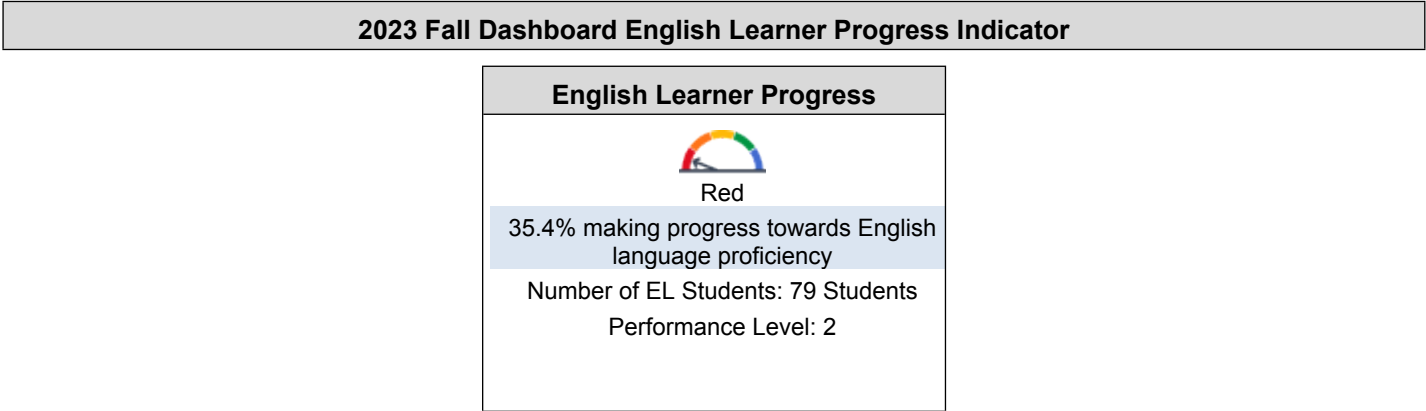 2023 Fall Dashboard English Learner Progress Indicator
English Learner Progress
Red
35.4% making progress towards English
language proficiency
Number of EL Students: 79 Students
Performance Level: 2